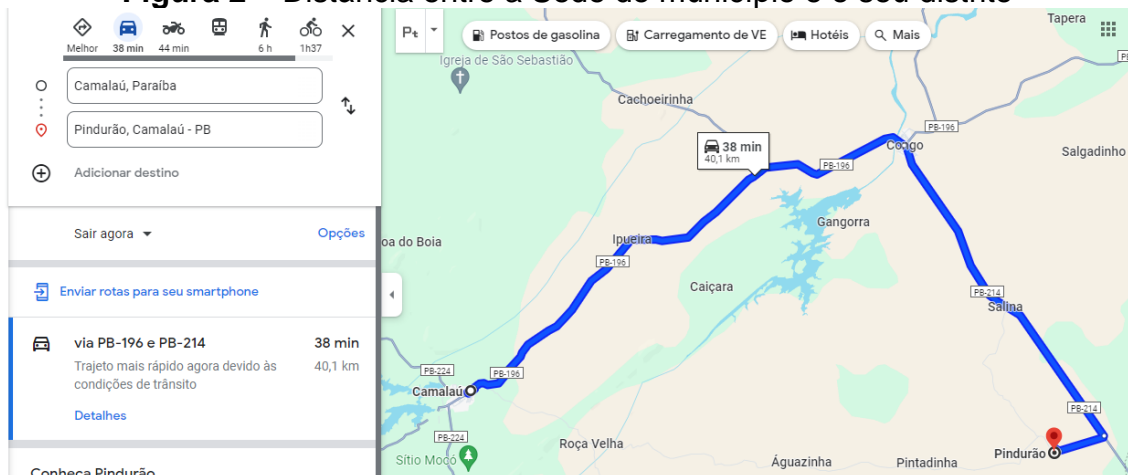 Figura 2 – Distância entre a Sede do município e o seu distrito
Melhor
38 min
44 min
6 h
1h37
Camalaú, Paraíba
Pindurão, Camalaú - PB
Adicionar destino
Sair agora
Opções
Enviar rotas para seu smartphone
via PB-196 e PB-214
38 min
Trajeto mais rápido agora devido às
40,1 km
condições de trânsito
Detalhes
Conheça Pindurão
Postos de gasolina
Carregamento de VE
Hotéis
Mais
Tapera
Igreja de São Sebastião
Cachoeirinha
PB-196
38 min
40,1 km
Congo
Salgadinho
PB-196
Gangorra
oa do Boia
Ipueira
PB-196
Caiçara
PB-214
Salina
PB-224
PB-196
Camalaú
PB-214
PB-224
Roça Velha
Sítio Mocó
Águazinha
Pintadinha
Pindurão